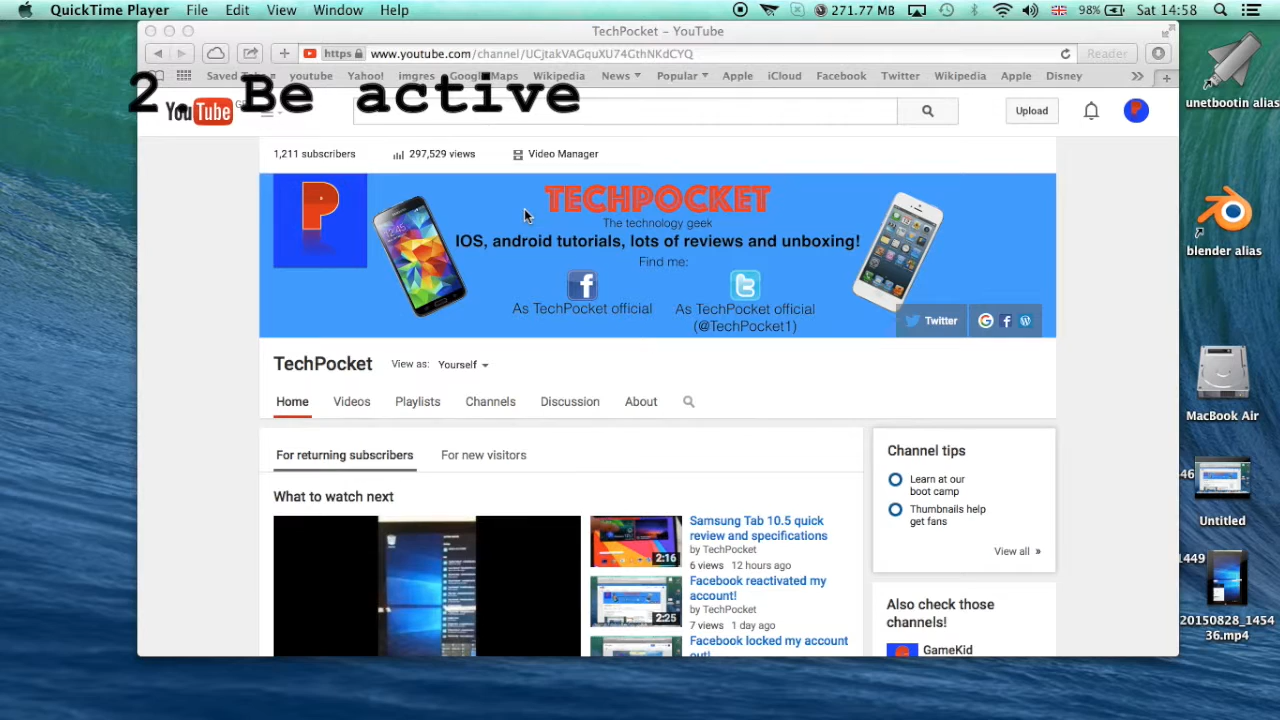 QuickTime Player File Edit View Window Help 271.77 MB 98% Sat 14:58
TechPocket – YouTube
https www.youtube.com/channel/UCjtakVAGquXU74GthNKdCYQ Reader
Saved Tabs youtube Yahoo! imgres Google Maps Wikipedia News Popular Apple iCloud Facebook Twitter Wikipedia Apple Disney
2. Be active
YouTube Upload
1,211 subscribers 297,529 views Video Manager
P
TECHPOCKET
The technology geek
IOS, android tutorials, lots of reviews and unboxing!
Find me:
As TechPocket official
As TechPocket official
(@TechPocket1)
Twitter
TechPocket View as: Yourself
Home Videos Playlists Channels Discussion About
For returning subscribers For new visitors
What to watch next
Samsung Tab 10.5 quick
review and specifications
by TechPocket
6 views 12 hours ago
2:16
Facebook reactivated my
account!
by TechPocket
7 views 1 day ago
2:25
Facebook locked my account
out!
Channel tips
Learn at our
boot camp
Thumbnails help
get fans
View all »
Also check those
channels!
GameKid
unetbootin alias
blender alias
MacBook Air
46
Untitled
1449
20150828_1454
36.mp4